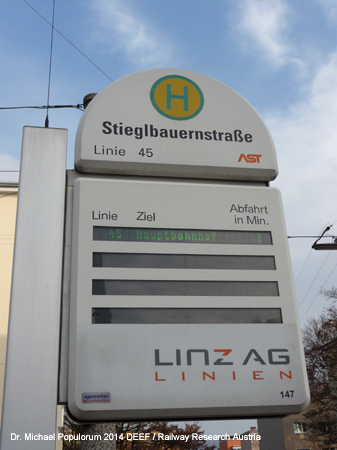 H
Stieglbauernstraße
Linie 45
AST
Linie Ziel Abfahrt in Min.
45 Hauptbahnhof
LINZ AG
LINIEN
sprecher
147
Dr. Michael Populorum 2014 DEEF / Railway Research Austria